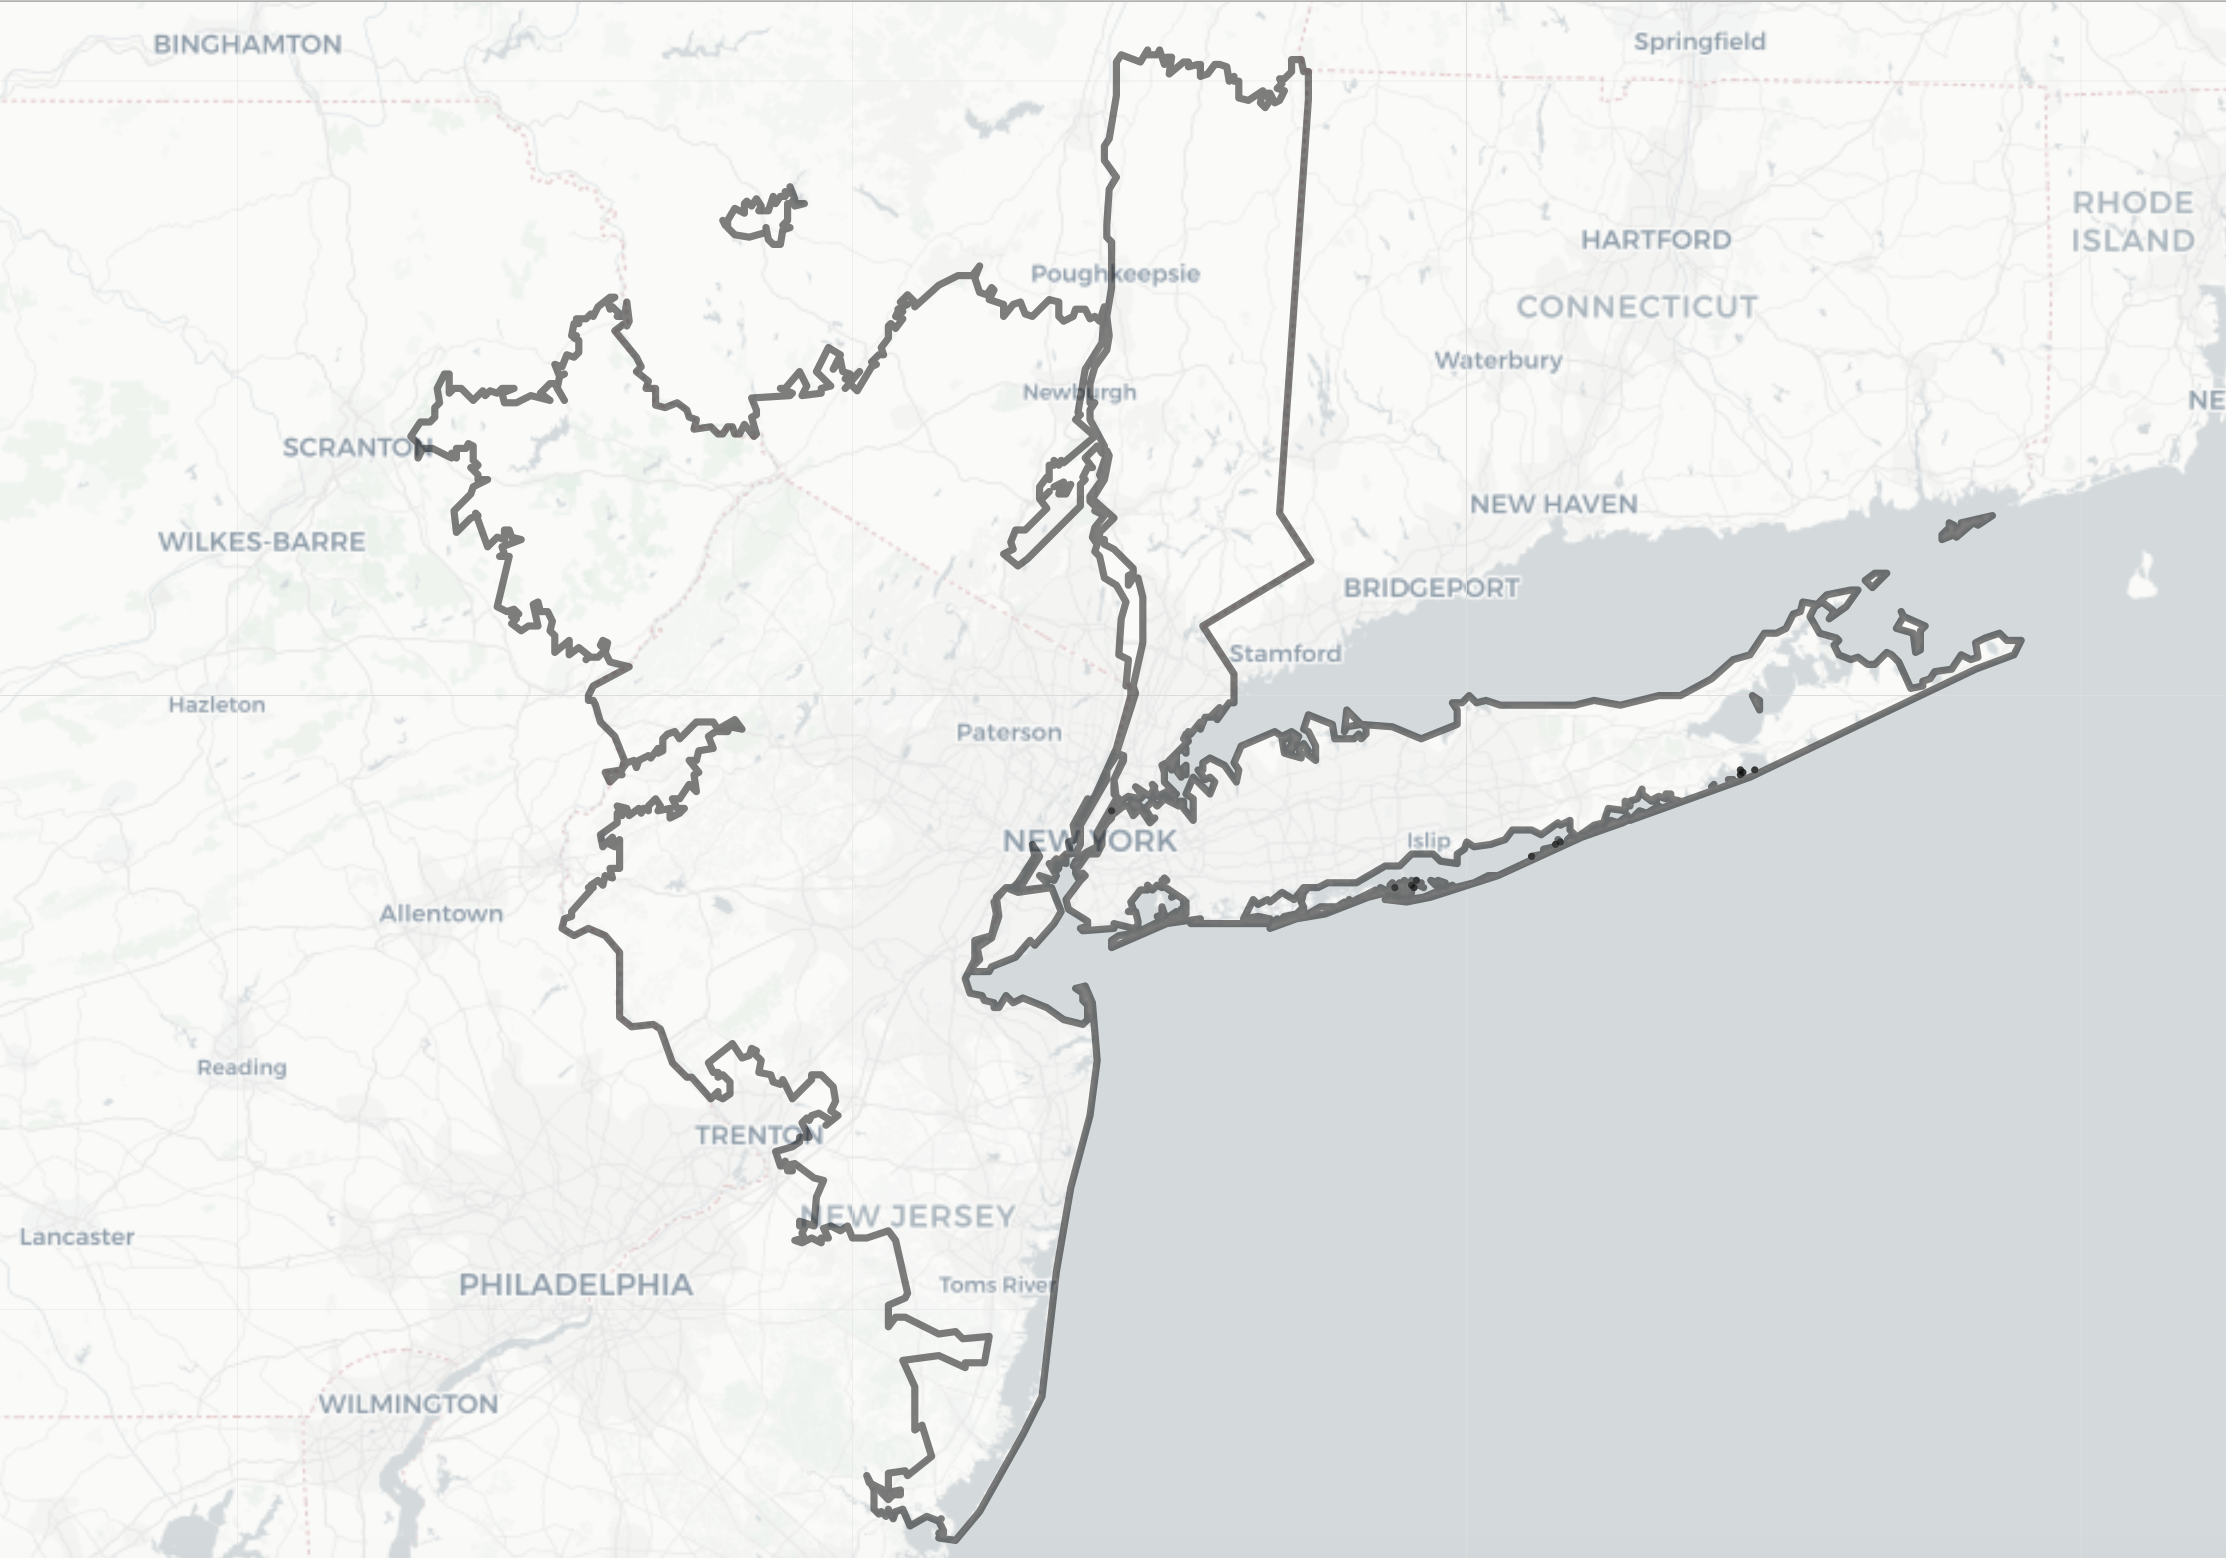 BINGHAMTON
Springfield
RHODE
ISLAND
HARTFORD
Poughkeepsie
CONNECTICUT
Waterbury
Newburgh
NE
SCRANTON
NEW HAVEN
WILKES-BARRE
BRIDGEPORT
Stamford
Hazleton
Paterson
NEW YORK
Islip
Allentown
Reading
TRENTON
NEW JERSEY
Lancaster
PHILADELPHIA
Toms River
WILMINGTON